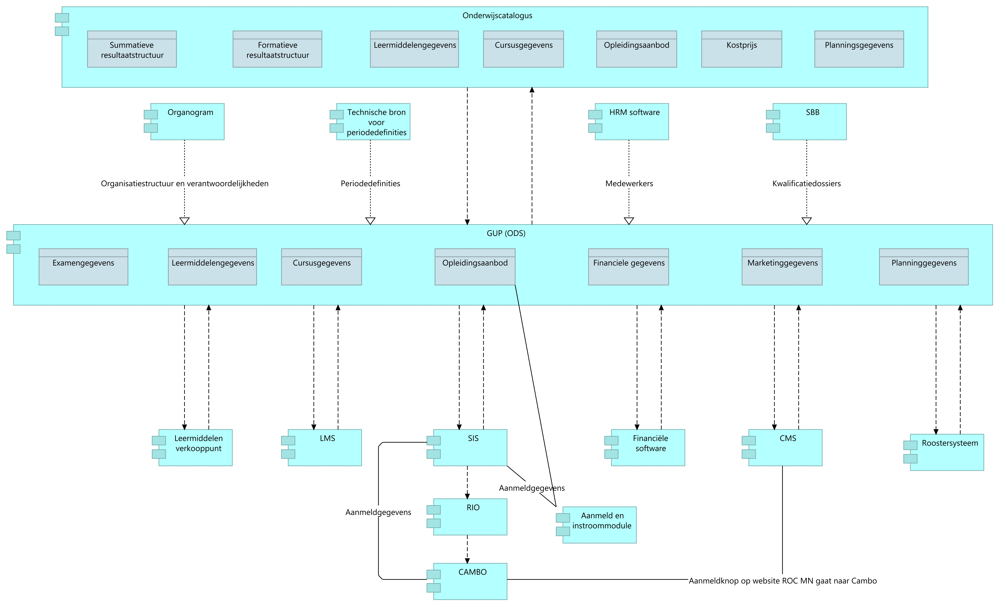 Onderwijscatalogus
Summatieve
resultaatstructuur
Formatieve
resultaatstructuur
Leermiddelengegevens
Cursusgegevens
Opleidingsaanbod
Kostprijs
Planningsgegevens
Organogram
Technische bron
voor
periodedefinities
HRM software
SBB
Organisatiestructuur en verantwoordelijkheden
Periodedefinities
Medewerkers
Kwalificatiedossiers
GUP (ODS)
Examengegevens
Leermiddelengegevens
Cursusgegevens
Opleidingsaanbod
Financiele gegevens
Marketinggegevens
Planninggegevens
Leermiddelen
verkooppunt
LMS
SIS
Financiële
software
CMS
Roostersysteem
Aanmeldgegevens
Aanmeldgegevens
RIO
Aanmeld en
instroommodule
CAMBO
Aanmeldknop op website ROC MN gaat naar Cambo